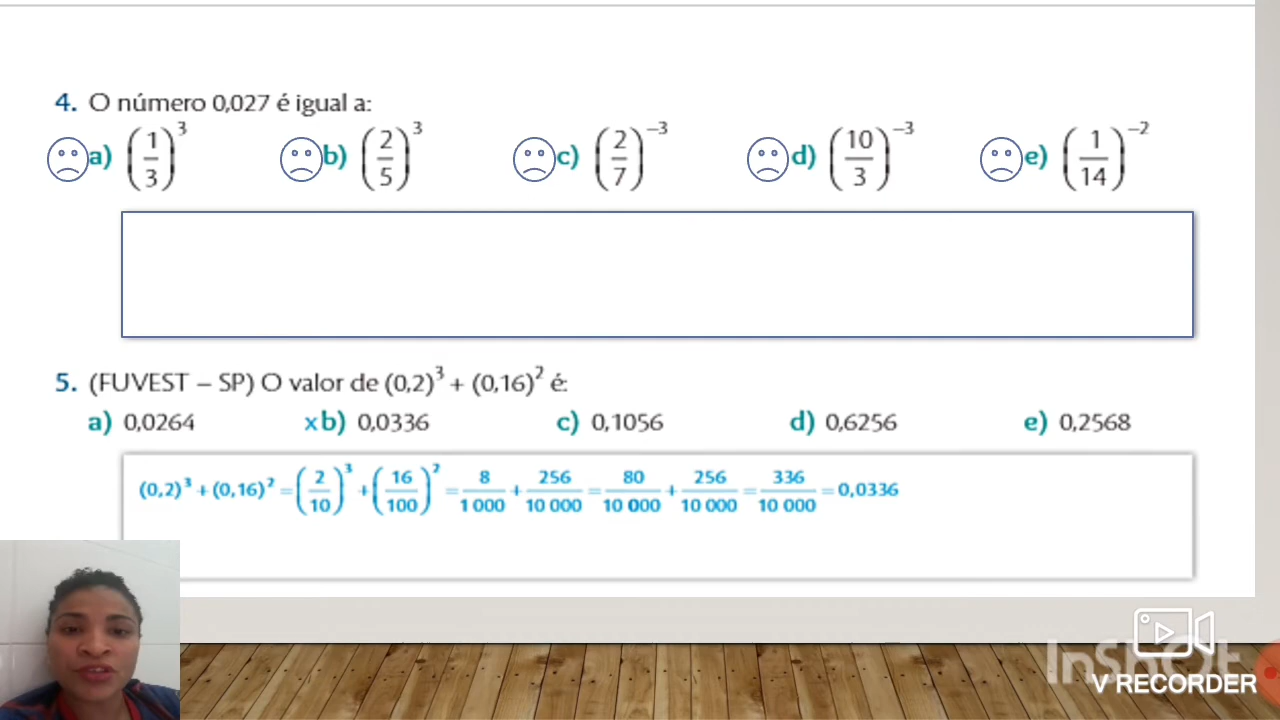 4. O número 0,027 é igual a:
a) (1/3)³ b) (2/5)³ c) (2/7)⁻³ d) (10/3)⁻³ e) (1/14)⁻²
5. (FUVEST – SP) O valor de (0,2)³ + (0,16)² é:
a) 0,0264 x b) 0,0336 c) 0,1056 d) 0,6256 e) 0,2568
(0,2)³ + (0,16)² = (2/10)³ + (16/100)² = 8/1 000 + 256/10 000 = 80/10 000 + 256/10 000 = 336/10 000 = 0,0336
InShOt
V RECORDER